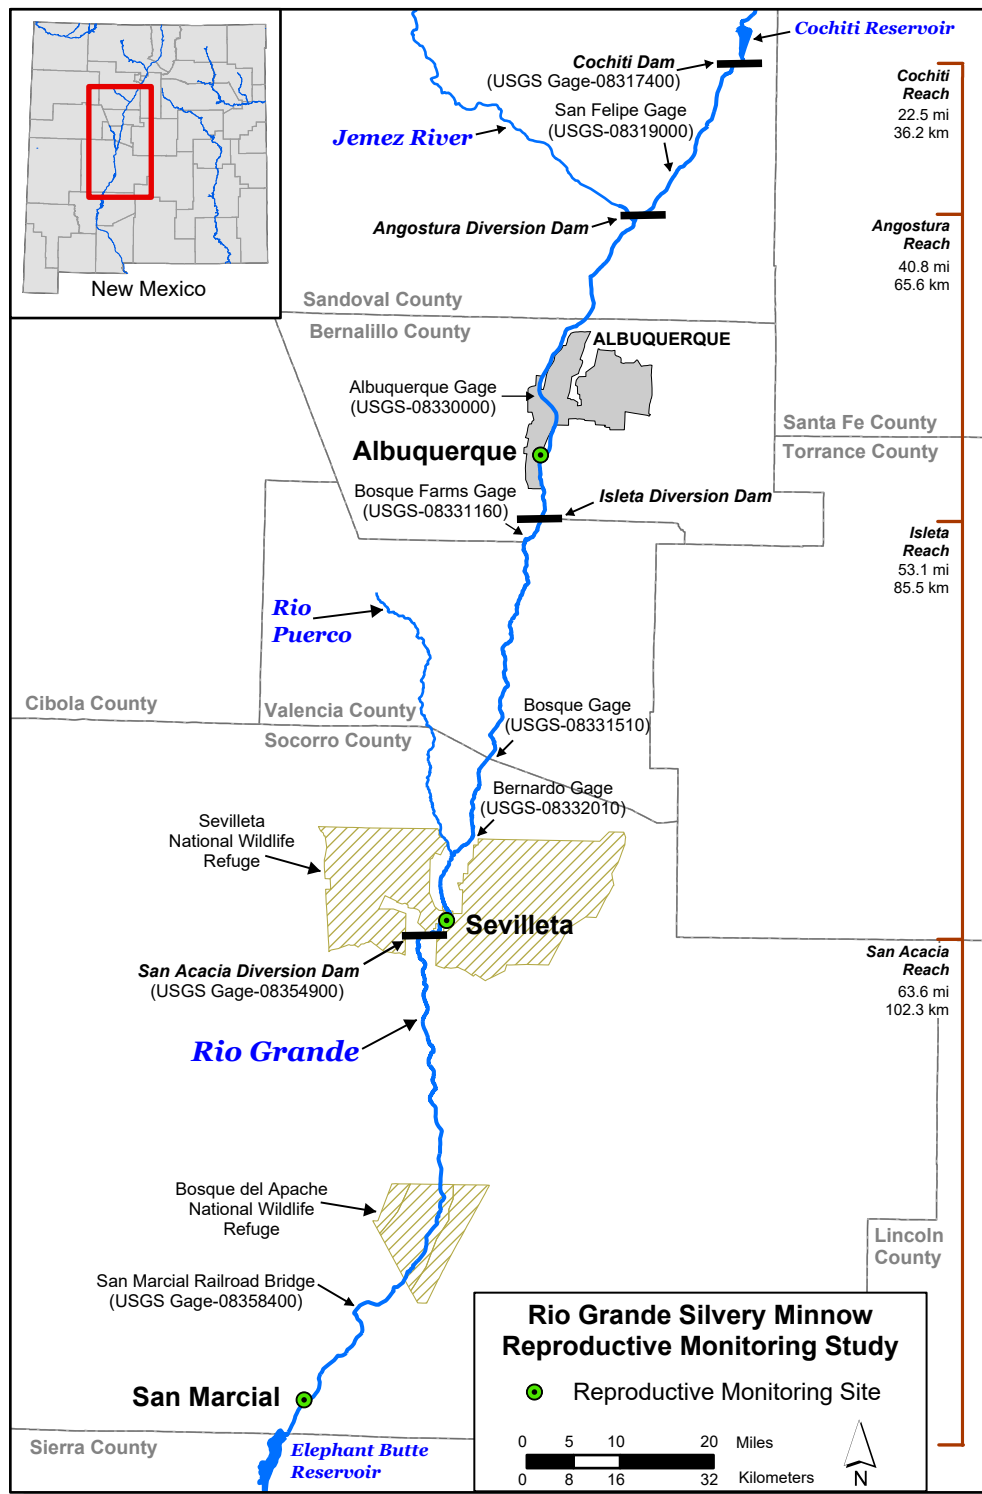 Cochiti Reservoir
Cochiti Dam
(USGS Gage-08317400)
San Felipe Gage
(USGS-08319000)
Jemez River
Cochiti
Reach
22.5 mi
36.2 km
Angostura Diversion Dam
Angostura
Reach
40.8 mi
65.6 km
New Mexico
Sandoval County
Bernalillo County
ALBUQUERQUE
Albuquerque Gage
(USGS-08330000)
Santa Fe County
Torrance County
Albuquerque
Bosque Farms Gage
(USGS-08331160)
Isleta Diversion Dam
Isleta
Reach
53.1 mi
85.5 km
Rio
Puerco
Cibola County
Valencia County
Socorro County
Bosque Gage
(USGS-08331510)
Bernardo Gage
(USGS-08332010)
Sevilleta
National Wildlife
Refuge
Sevilleta
San Acacia Diversion Dam
(USGS Gage-08354900)
San Acacia
Reach
63.6 mi
102.3 km
Rio Grande
Bosque del Apache
National Wildlife
Refuge
Lincoln
County
San Marcial Railroad Bridge
(USGS Gage-08358400)
San Marcial
Sierra County
Elephant Butte
Reservoir
Rio Grande Silvery Minnow
Reproductive Monitoring Study
Reproductive Monitoring Site
0 5 10 20 Miles
0 8 16 32 Kilometers
N